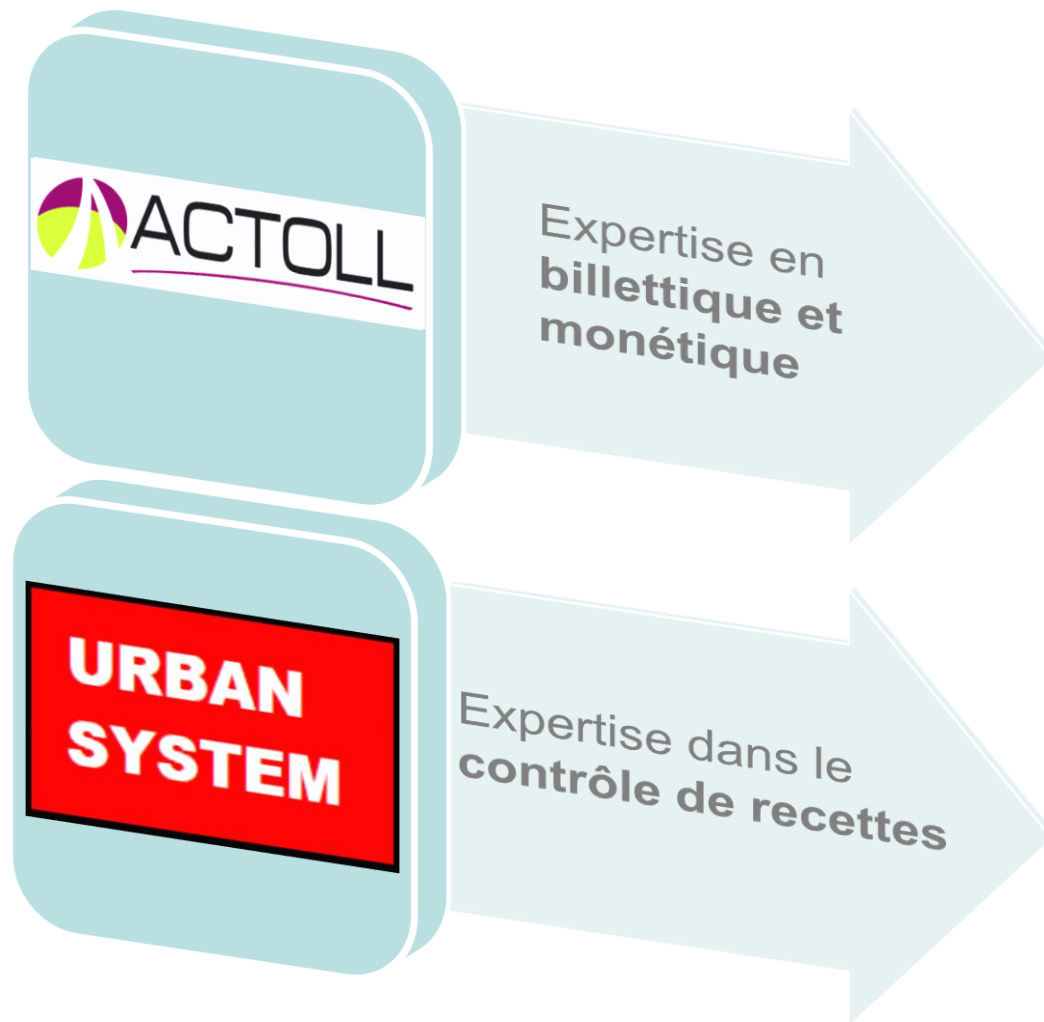 ACTOLL
Expertise en
billettique et
monétique
URBAN
SYSTEM
Expertise dans le
contrôle de recettes